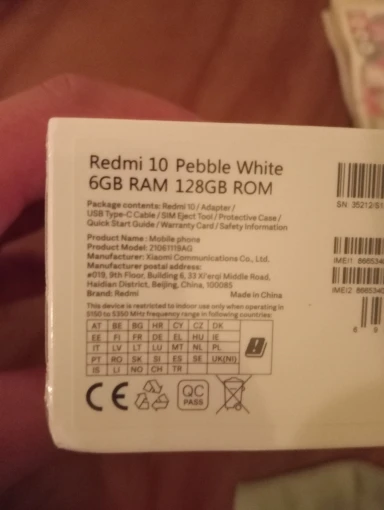 Redmi 10 Pebble White
6GB RAM 128GB ROM
Package contents: Redmi 10 / Adapter /
USB Type-C Cable / SIM Eject Tool / Protective Case /
Quick Start Guide / Warranty Card / Safety Information
Product Name: Mobile phone
Product Model: 21061119AG
Manufacturer: Xiaomi Communications Co., Ltd.
Manufacturer postal address:
#019, 9th Floor, Building 6, 33 Xi'erqi Middle Road,
Haidian District, Beijing, China, 100085
Brand: Redmi Made in China
This device is restricted to indoor use only when operating in
5150 to 5350 MHz frequency range in following countries:
AT BE BG HR CY CZ DK
EE FI FR DE EL HU IE
IT LV LT LU MT NL PL
PT RO SK SI ES SE UK(NI)
IS LI NO CH TR
CE QC
PASS
SN: 35212/S1
IMEI1: 8665340
IMEI2: 8665340
6